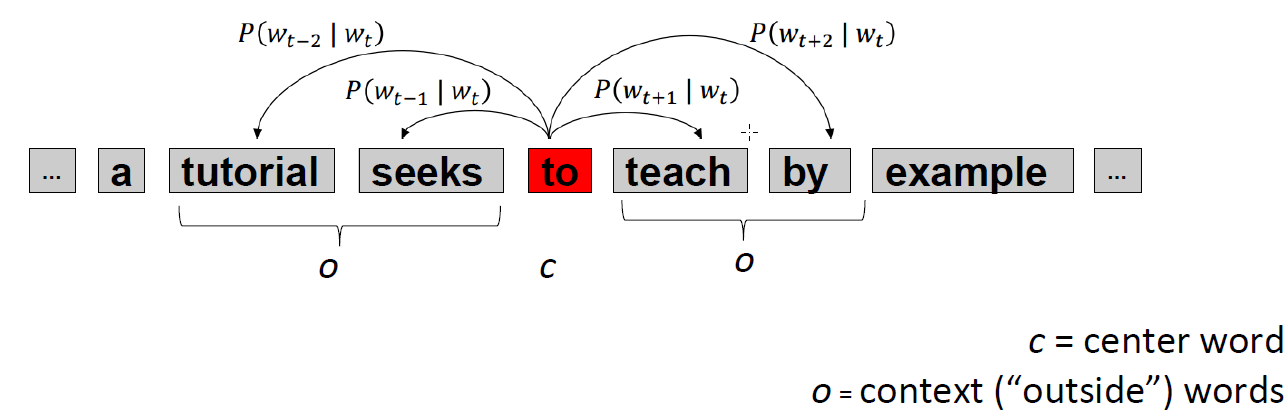 P(w_{t−2} | w_t) P(w_{t+2} | w_t)
P(w_{t−1} | w_t) P(w_{t+1} | w_t)
... a tutorial seeks to teach by example ...
o c o
c = center word
o = context (“outside”) words